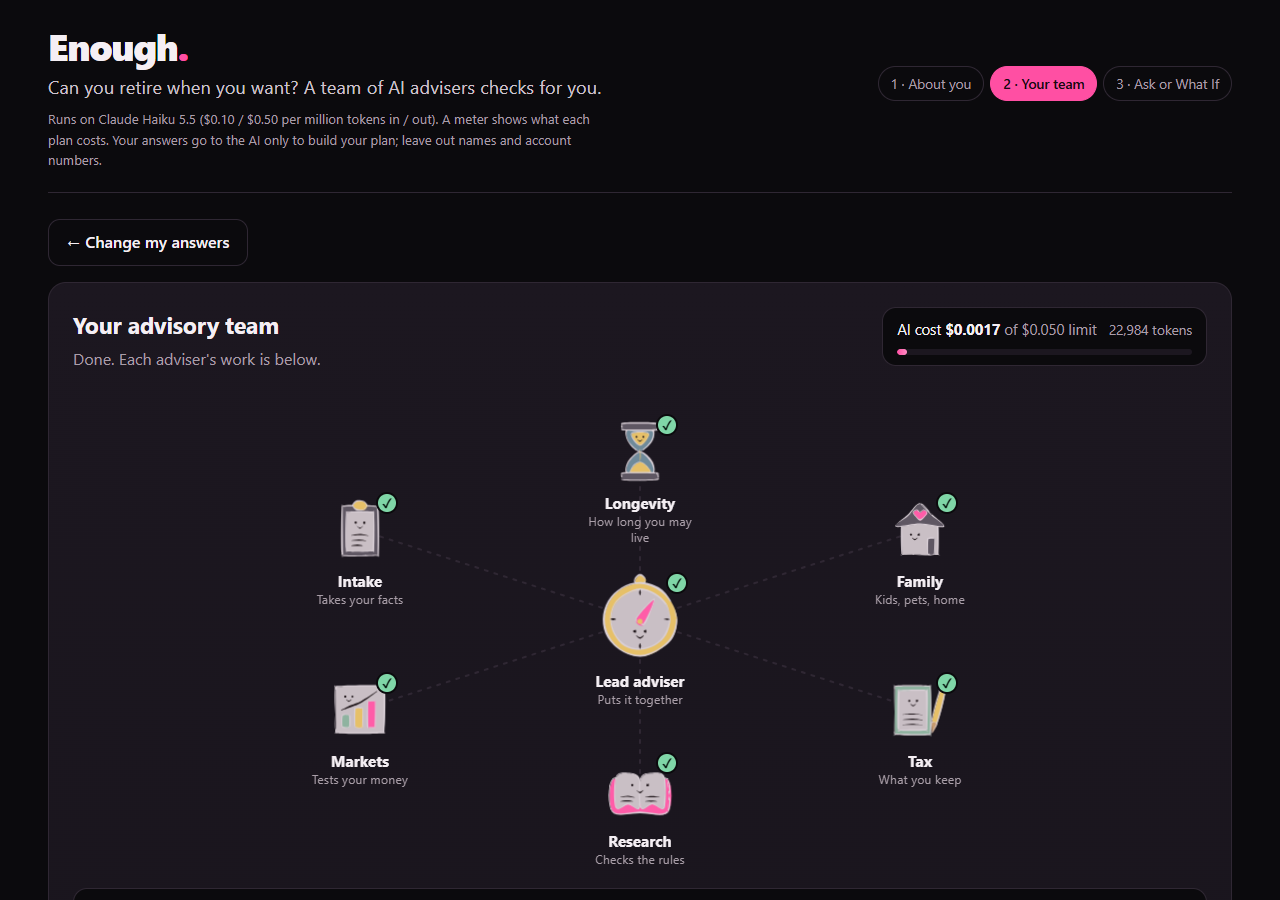 Enough.
Can you retire when you want? A team of AI advisers checks for you.
Runs on Claude Haiku 5.5 ($0.10 / $0.50 per million tokens in / out). A meter shows what each
plan costs. Your answers go to the AI only to build your plan; leave out names and account
numbers.
1 · About you
2 · Your team
3 · Ask or What If
← Change my answers
Your advisory team
Done. Each adviser's work is below.
AI cost $0.0017 of $0.050 limit 22,984 tokens
Longevity
How long you may
live
Intake
Takes your facts
Family
Kids, pets, home
Lead adviser
Puts it together
Markets
Tests your money
Tax
What you keep
Research
Checks the rules